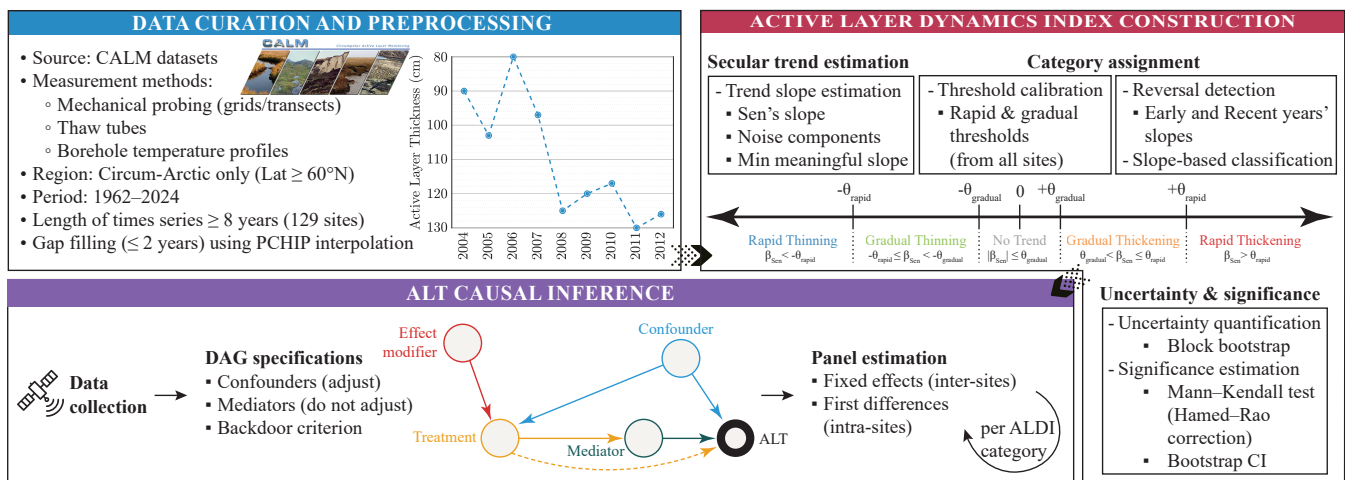 DATA CURATION AND PREPROCESSING
• Source: CALM datasets
CALM
Circumpolar Active Layer Monitoring
• Measurement methods:
◦ Mechanical probing (grids/transects)
◦ Thaw tubes
◦ Borehole temperature profiles
• Region: Circum-Arctic only (Lat ≥ 60°N)
• Period: 1962–2024
• Length of times series ≥ 8 years (129 sites)
• Gap filling (≤ 2 years) using PCHIP interpolation
Active Layer Thickness (cm)
80
90
100
110
120
130
2004
2005
2006
2007
2008
2009
2010
2011
2012
ACTIVE LAYER DYNAMICS INDEX CONSTRUCTION
Secular trend estimation
- Trend slope estimation
▪ Sen's slope
▪ Noise components
▪ Min meaningful slope
Category assignment
- Threshold calibration
▪ Rapid & gradual
thresholds
(from all sites)
- Reversal detection
▪ Early and Recent years'
slopes
- Slope-based classification
-θrapid -θgradual 0 +θgradual +θrapid
Rapid Thinning Gradual Thinning No Trend Gradual Thickening Rapid Thickening
βSen < -θrapid -θrapid ≤ βSen < -θgradual |βSen| ≤ θgradual θgradual < βSen ≤ θrapid βSen > θrapid
Uncertainty & significance
- Uncertainty quantification
▪ Block bootstrap
- Significance estimation
▪ Mann–Kendall test
(Hamed–Rao
correction)
▪ Bootstrap CI
ALT CAUSAL INFERENCE
Data
collection
DAG specifications
▪ Confounders (adjust)
▪ Mediators (do not adjust)
▪ Backdoor criterion
Effect
modifier
Confounder
Treatment
Mediator
ALT
Panel estimation
▪ Fixed effects (inter-sites)
▪ First differences
(intra-sites)
per ALDI
category